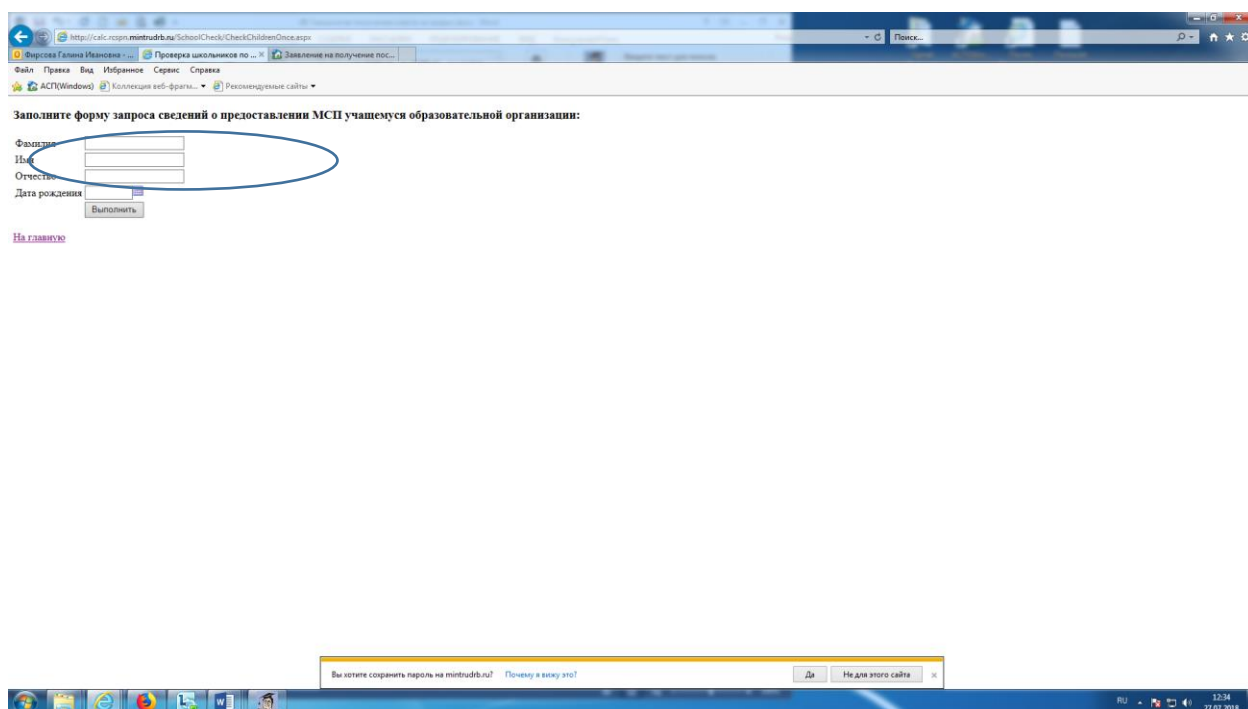 http://calc.rcspn.mintrudrb.ru/SchoolCheck/CheckChildrenOnce.aspx
Поиск...
Фирсова Галина Ивановна - ...
Проверка школьников по ...
Заявление на получение пос...
Файл Правка Вид Избранное Сервис Справка
АСП(Windows) Коллекция веб-фрагм... Рекомендуемые сайты
Заполните форму запроса сведений о предоставлении МСП учащемуся образовательной организации:
Фамилия
Имя
Отчество
Дата рождения
Выполнить
На главную
Вы хотите сохранить пароль на mintrudrb.ru? Почему я вижу это? Да Не для этого сайта
RU 12:34
27.07.2018